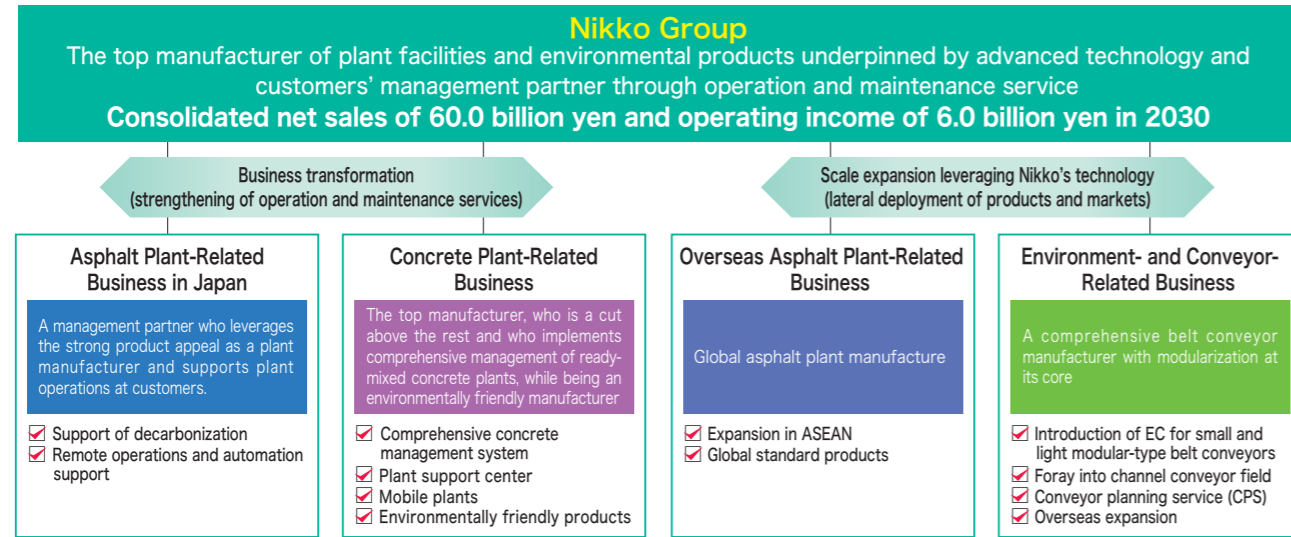 Nikko Group
The top manufacturer of plant facilities and environmental products underpinned by advanced technology and
customers' management partner through operation and maintenance service
Consolidated net sales of 60.0 billion yen and operating income of 6.0 billion yen in 2030
Business transformation
(strengthening of operation and maintenance services)
Scale expansion leveraging Nikko's technology
(lateral deployment of products and markets)
Asphalt Plant-Related
Business in Japan
A management partner who leverages
the strong product appeal as a plant
manufacturer and supports plant
operations at customers.
Support of decarbonization
Remote operations and automation
support
Concrete Plant-Related
Business
The top manufacturer, who is a cut
above the rest and who implements
comprehensive management of ready-
mixed concrete plants, while being an
environmentally friendly manufacturer
Comprehensive concrete
management system
Plant support center
Mobile plants
Environmentally friendly products
Overseas Asphalt Plant-Related
Business
Global asphalt plant manufacture
Expansion in ASEAN
Global standard products
Environment- and Conveyor-
Related Business
A comprehensive belt conveyor
manufacturer with modularization at
its core
Introduction of EC for small and
light modular-type belt conveyors
Foray into channel conveyor field
Conveyor planning service (CPS)
Overseas expansion